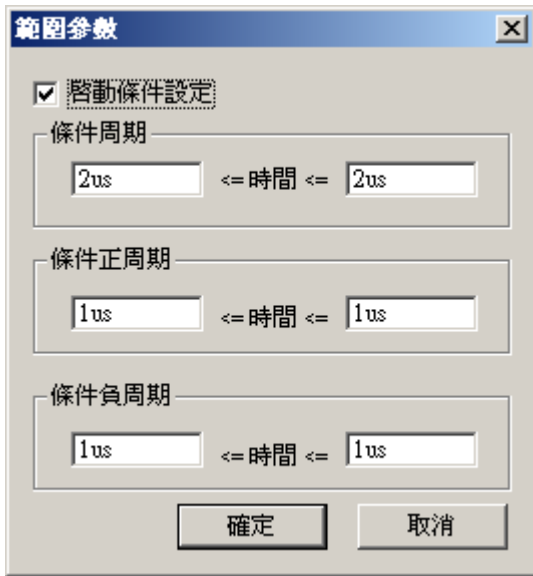 範圍參數
啓動條件設定
條件周期
2us <= 時間 <= 2us
條件正周期
1us <= 時間 <= 1us
條件負周期
1us <= 時間 <= 1us
確定 取消